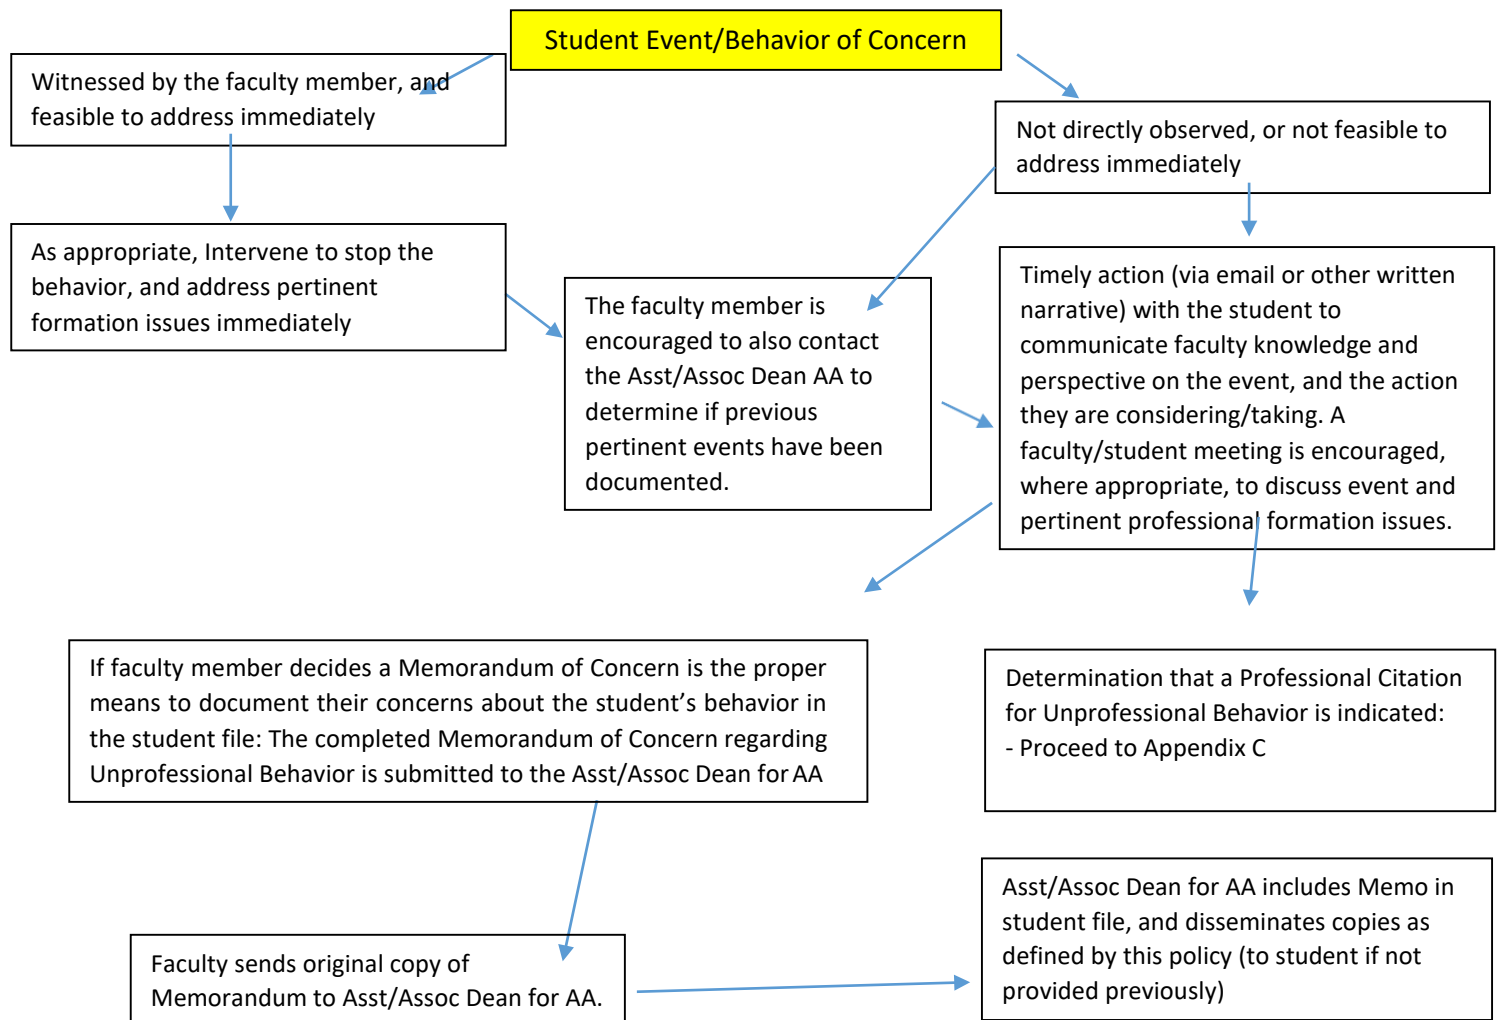 Student Event/Behavior of Concern
Witnessed by the faculty member, and
feasible to address immediately
Not directly observed, or not feasible to
address immediately
As appropriate, Intervene to stop the
behavior, and address pertinent
formation issues immediately
The faculty member is
encouraged to also contact
the Asst/Assoc Dean AA to
determine if previous
pertinent events have been
documented.
Timely action (via email or other written
narrative) with the student to
communicate faculty knowledge and
perspective on the event, and the action
they are considering/taking. A
faculty/student meeting is encouraged,
where appropriate, to discuss event and
pertinent professional formation issues.
If faculty member decides a Memorandum of Concern is the proper
means to document their concerns about the student’s behavior in
the student file: The completed Memorandum of Concern regarding
Unprofessional Behavior is submitted to the Asst/Assoc Dean for AA
Determination that a Professional Citation
for Unprofessional Behavior is indicated:
- Proceed to Appendix C
Faculty sends original copy of
Memorandum to Asst/Assoc Dean for AA.
Asst/Assoc Dean for AA includes Memo in
student file, and disseminates copies as
defined by this policy (to student if not
provided previously)